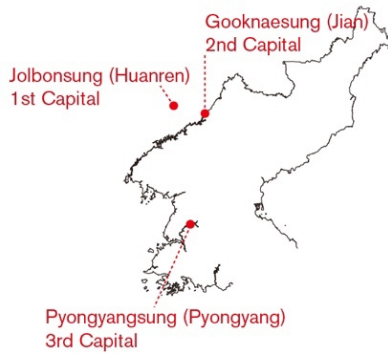 Gooknaesung (Jian)
2nd Capital
Jolbonsung (Huanren)
1st Capital
Pyongyangsung (Pyongyang)
3rd Capital